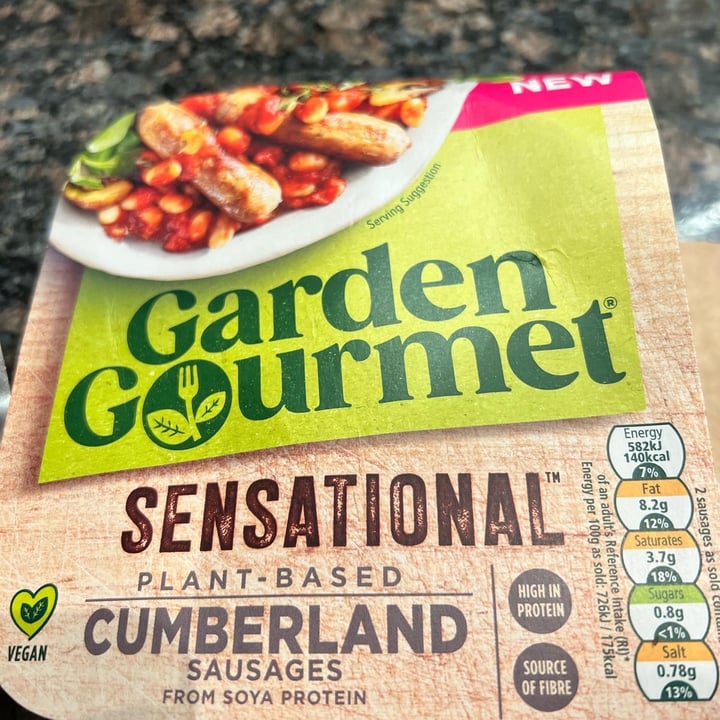 NEW
Serving Suggestion
Garden
Gourmet®
SENSATIONAL™
PLANT-BASED
CUMBERLAND
SAUSAGES
FROM SOYA PROTEIN
VEGAN
HIGH IN
PROTEIN
SOURCE
OF FIBRE
Energy
582kJ
140kcal
7%
Fat
8.2g
12%
Saturates
3.7g
18%
Sugars
0.8g
<1%
Salt
0.78g
13%
of an adult's Reference Intake (RI)*
Energy per 100g as sold: 726kJ / 175kcal
2 sausages as sold